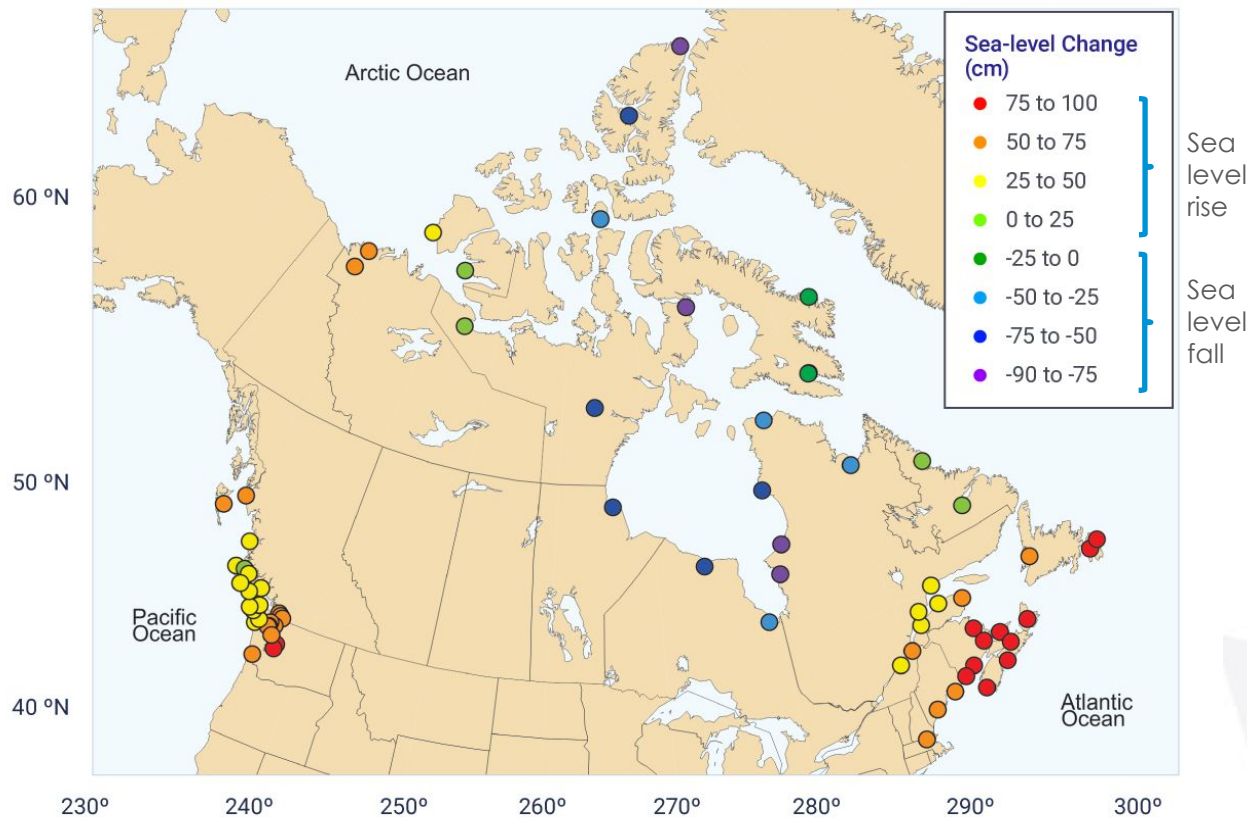 Arctic Ocean
Sea-level Change
(cm)
75 to 100
50 to 75
25 to 50
0 to 25
-25 to 0
-50 to -25
-75 to -50
-90 to -75
Sea
level
rise
Sea
level
fall
60 ºN
50 ºN
40 ºN
Pacific
Ocean
Atlantic
Ocean
230º
240º
250º
260º
270º
280º
290º
300º